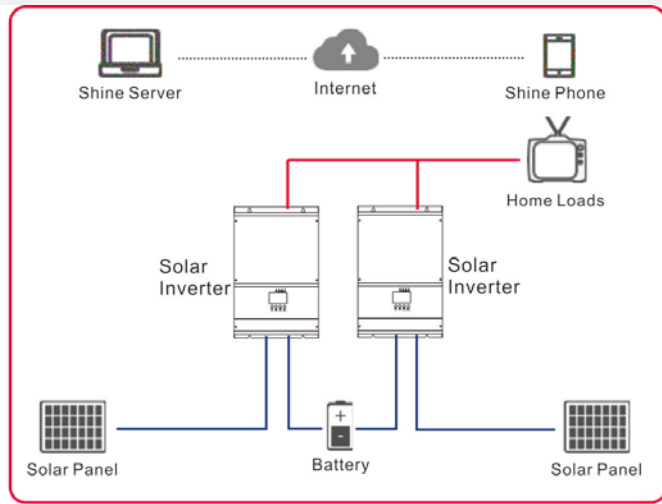 Shine Server
Internet
Shine Phone
Home Loads
Solar
Inverter
Solar
Inverter
+
-
Solar Panel
Battery
Solar Panel